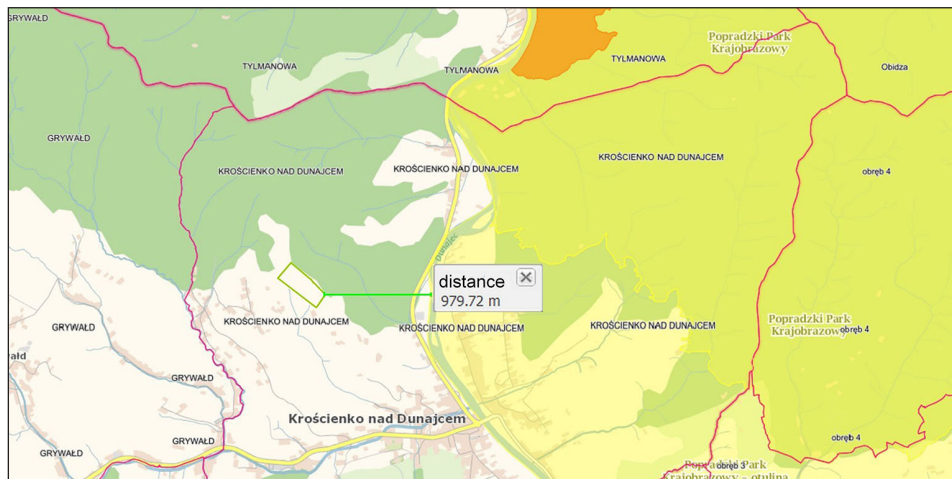 GRYWAŁD
TYLMANOWA
TYLMANOWA
TYLMANOWA
Popradzki Park
Krajobrazowy
Obidza
GRYWAŁD
KROŚCIENKO NAD DUNAJCEM
KROŚCIENKO NAD DUNAJCEM
KROŚCIENKO NAD DUNAJCEM
obręb 4
Dunajec
distance
979.72 m
KROŚCIENKO NAD DUNAJCEM
KROŚCIENKO NAD DUNAJCEM
KROŚCIENKO NAD DUNAJCEM
Popradzki Park
Krajobrazowy
obręb 4
GRYWAŁD
wald
GRYWAŁD
Krościenko nad Dunajcem
GRYWAŁD
obręb 4
Popradzki Park
obręb 3
Krajobrazowy - otulina